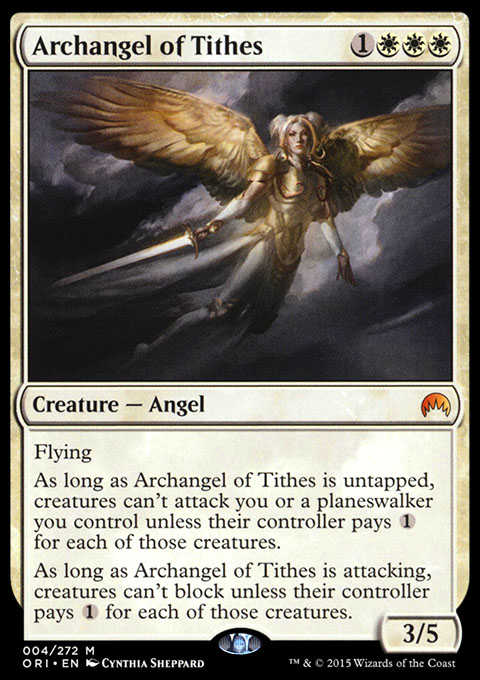 Archangel of Tithes 1
Creature — Angel
Flying
As long as Archangel of Tithes is untapped,
creatures can't attack you or a planeswalker
you control unless their controller pays 1
for each of those creatures.
As long as Archangel of Tithes is attacking,
creatures can't block unless their controller
pays 1 for each of those creatures.
3/5
004/272 M
ORI • EN Cynthia Sheppard
™ & © 2015 Wizards of the Coast